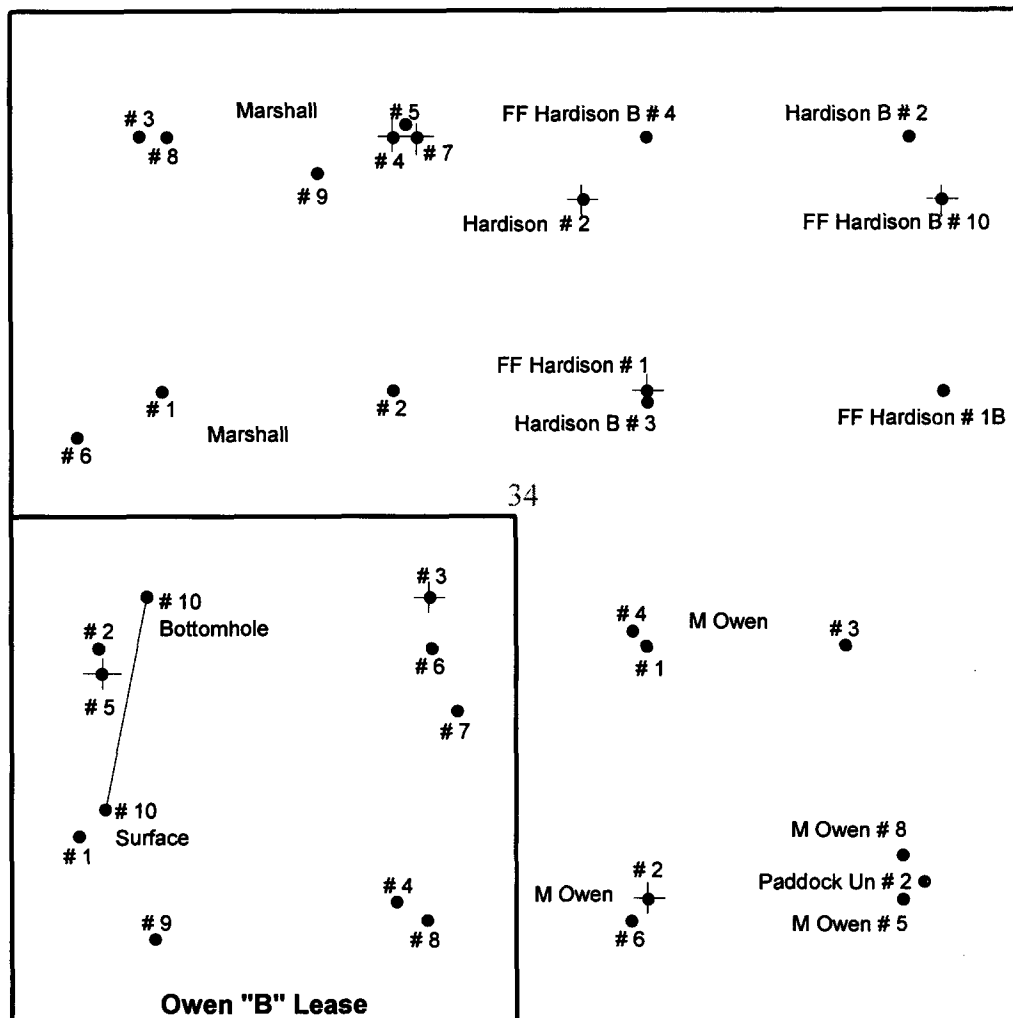 Marshall
# 5
FF Hardison B # 4
Hardison B # 2
# 3
# 8
# 4
# 7
# 9
Hardison # 2
FF Hardison B # 10
FF Hardison # 1
# 1
# 2
Hardison B # 3
FF Hardison # 1B
Marshall
# 6
34
# 3
# 10
Bottomhole
# 2
# 4
M Owen
# 3
# 6
# 1
# 5
# 7
# 10
Surface
# 1
M Owen # 8
# 4
M Owen
# 2
Paddock Un # 2
# 9
# 8
# 6
M Owen # 5
Owen "B" Lease